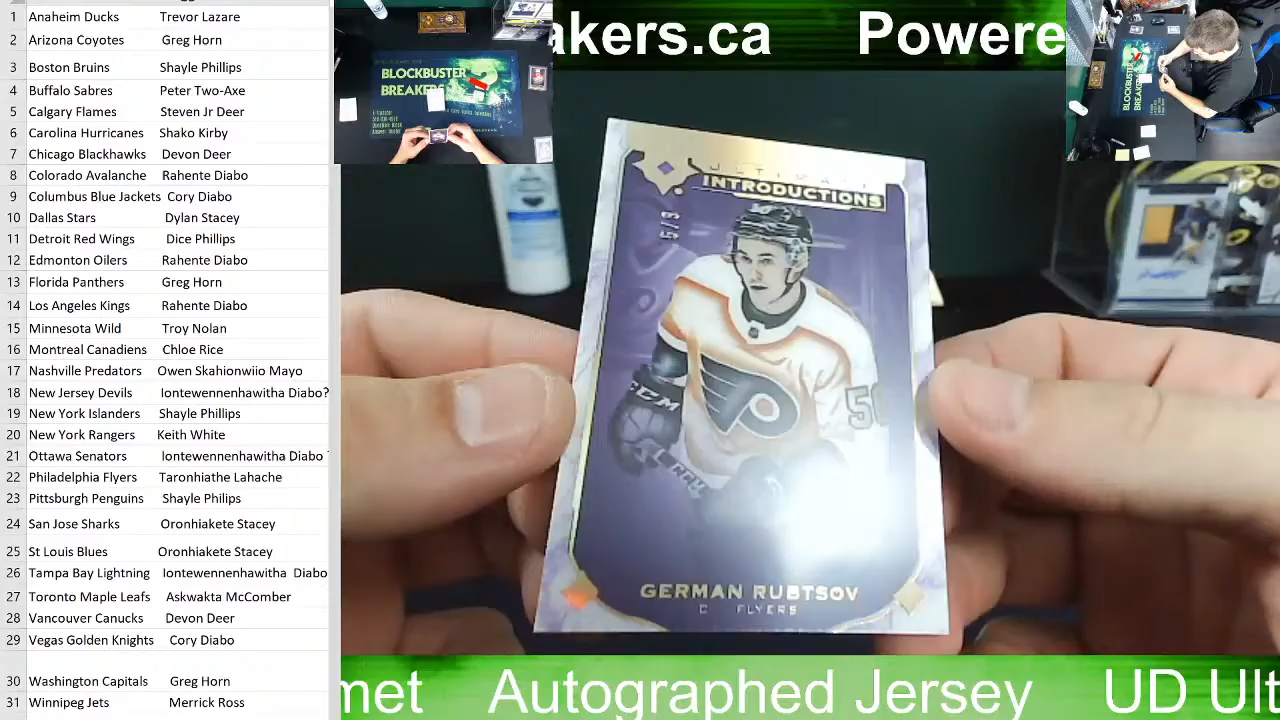 1 Anaheim Ducks Trevor Lazare
2 Arizona Coyotes Greg Horn
3 Boston Bruins Shayle Phillips
4 Buffalo Sabres Peter Two-Axe
5 Calgary Flames Steven Jr Deer
6 Carolina Hurricanes Shako Kirby
7 Chicago Blackhawks Devon Deer
8 Colorado Avalanche Rahente Diabo
9 Columbus Blue Jackets Cory Diabo
10 Dallas Stars Dylan Stacey
11 Detroit Red Wings Dice Phillips
12 Edmonton Oilers Rahente Diabo
13 Florida Panthers Greg Horn
14 Los Angeles Kings Rahente Diabo
15 Minnesota Wild Troy Nolan
16 Montreal Canadiens Chloe Rice
17 Nashville Predators Owen Skahionwiio Mayo
18 New Jersey Devils Iontewennenhawitha Diabo?
19 New York Islanders Shayle Phillips
20 New York Rangers Keith White
21 Ottawa Senators Iontewennenhawitha Diabo
22 Philadelphia Flyers Taronhiathe Lahache
23 Pittsburgh Penguins Shayle Philips
24 San Jose Sharks Oronhiakete Stacey
25 St Louis Blues Oronhiakete Stacey
26 Tampa Bay Lightning Iontewennenhawitha Diabo
27 Toronto Maple Leafs Askwakta McComber
28 Vancouver Canucks Devon Deer
29 Vegas Golden Knights Cory Diabo
30 Washington Capitals Greg Horn
31 Winnipeg Jets Merrick Ross
akers.ca Powere
BLOCKBUSTER
BREAKERS
BLOCKBUSTER
BREAKERS
ULTIMATE
INTRODUCTIONS
CCM
50
GERMAN RUBTSOV
C FLYERS
met Autographed Jersey UD Ult